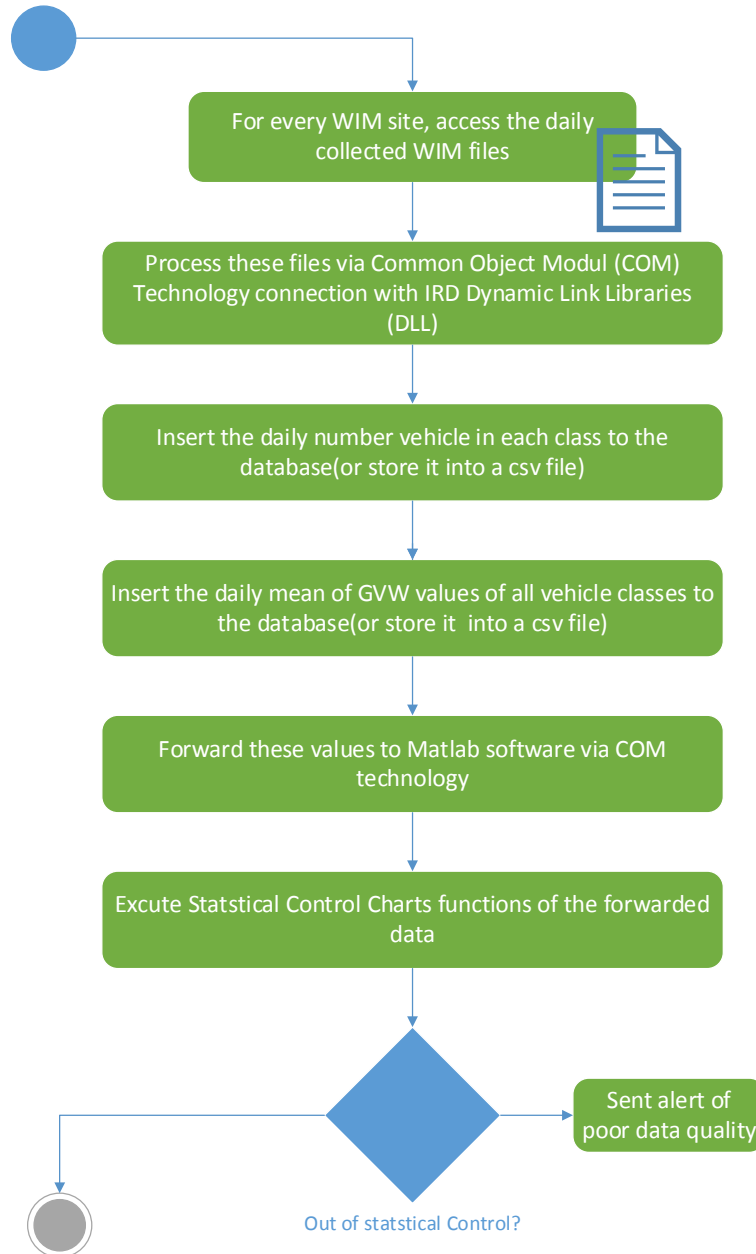 For every WIM site, access the daily
collected WIM files
Process these files via Common Object Modul (COM)
Technology connection with IRD Dynamic Link Libraries
(DLL)
Insert the daily number vehicle in each class to the
database(or store it into a csv file)
Insert the daily mean of GVW values of all vehicle classes to
the database(or store it  into a csv file)
Forward these values to Matlab software via COM
technology
Excute Statstical Control Charts functions of the forwarded
data
Sent alert of
poor data quality
Out of statstical Control?